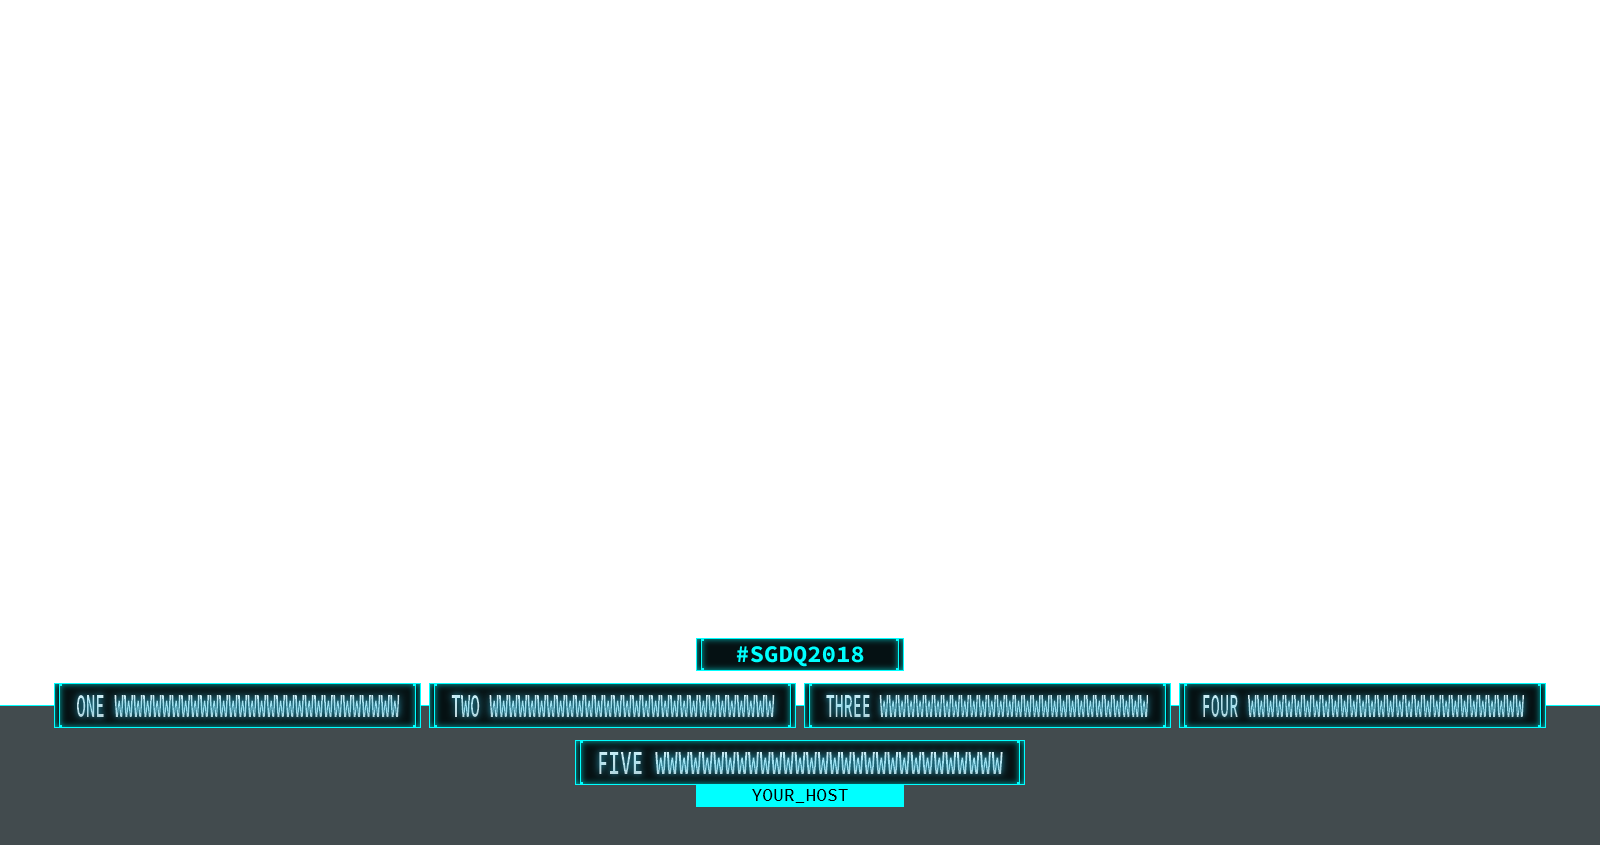 #SGDQ2018
ONE WWWWWWWWWWWWWWWWWWWWWWWWWWWWWW
TWO WWWWWWWWWWWWWWWWWWWWWWWWWWWWWW
THREE WWWWWWWWWWWWWWWWWWWWWWWWWWWWWW
FOUR WWWWWWWWWWWWWWWWWWWWWWWWWWWWWW
FIVE WWWWWWWWWWWWWWWWWWWWWWWWWWWWWW
YOUR_HOST